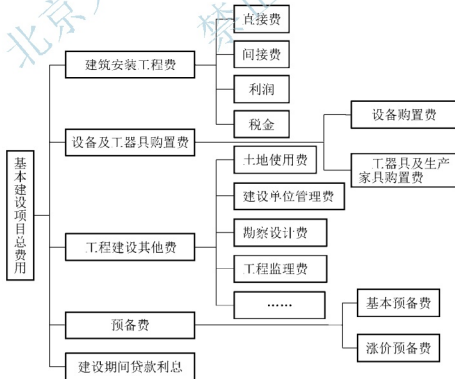 北京
禁
基本建设项目总费用
建筑安装工程费
直接费
间接费
利润
税金
设备及工器具购置费
设备购置费
工器具及生产
家具购置费
工程建设其他费
土地使用费
建设单位管理费
勘察设计费
工程监理费
……
预备费
基本预备费
涨价预备费
建设期间贷款利息